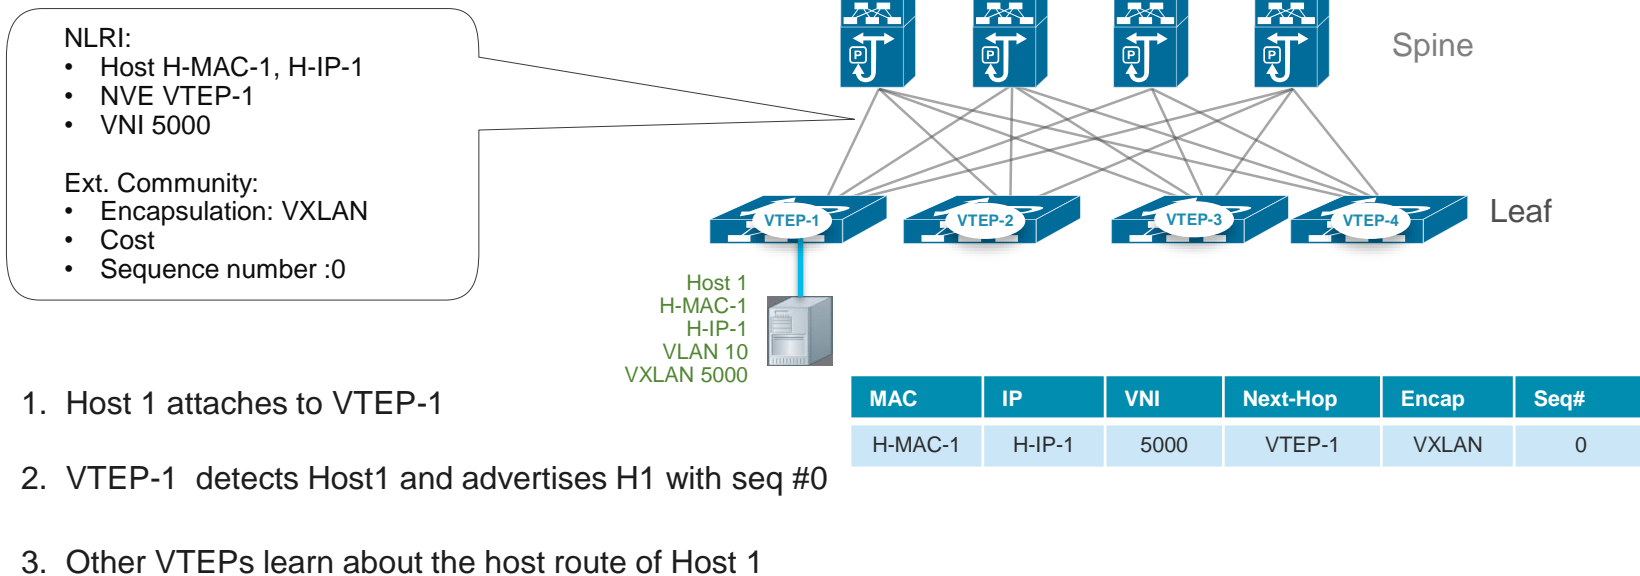 NLRI:
• Host H-MAC-1, H-IP-1
• NVE VTEP-1
• VNI 5000
Ext. Community:
• Encapsulation: VXLAN
• Cost
• Sequence number :0
P
P
P
P
Spine
VTEP-1
VTEP-2
VTEP-3
VTEP-4
Leaf
Host 1
H-MAC-1
H-IP-1
VLAN 10
VXLAN 5000
1. Host 1 attaches to VTEP-1
2. VTEP-1 detects Host1 and advertises H1 with seq #0
3. Other VTEPs learn about the host route of Host 1
MAC IP VNI Next-Hop Encap Seq#
H-MAC-1 H-IP-1 5000 VTEP-1 VXLAN 0